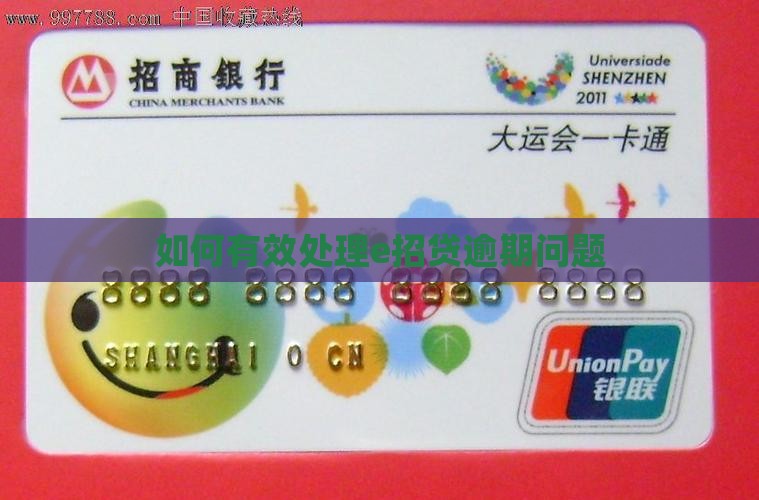 www.997788.com 中国收藏热线
招商银行
CHINA MERCHANTS BANK
Universiade
SHENZHEN
2011
大运会一卡通
如何有效处理e招贷逾期问题
8888 8888 8888 8888
SHANGHAI 0 CN
UnionPay
银联